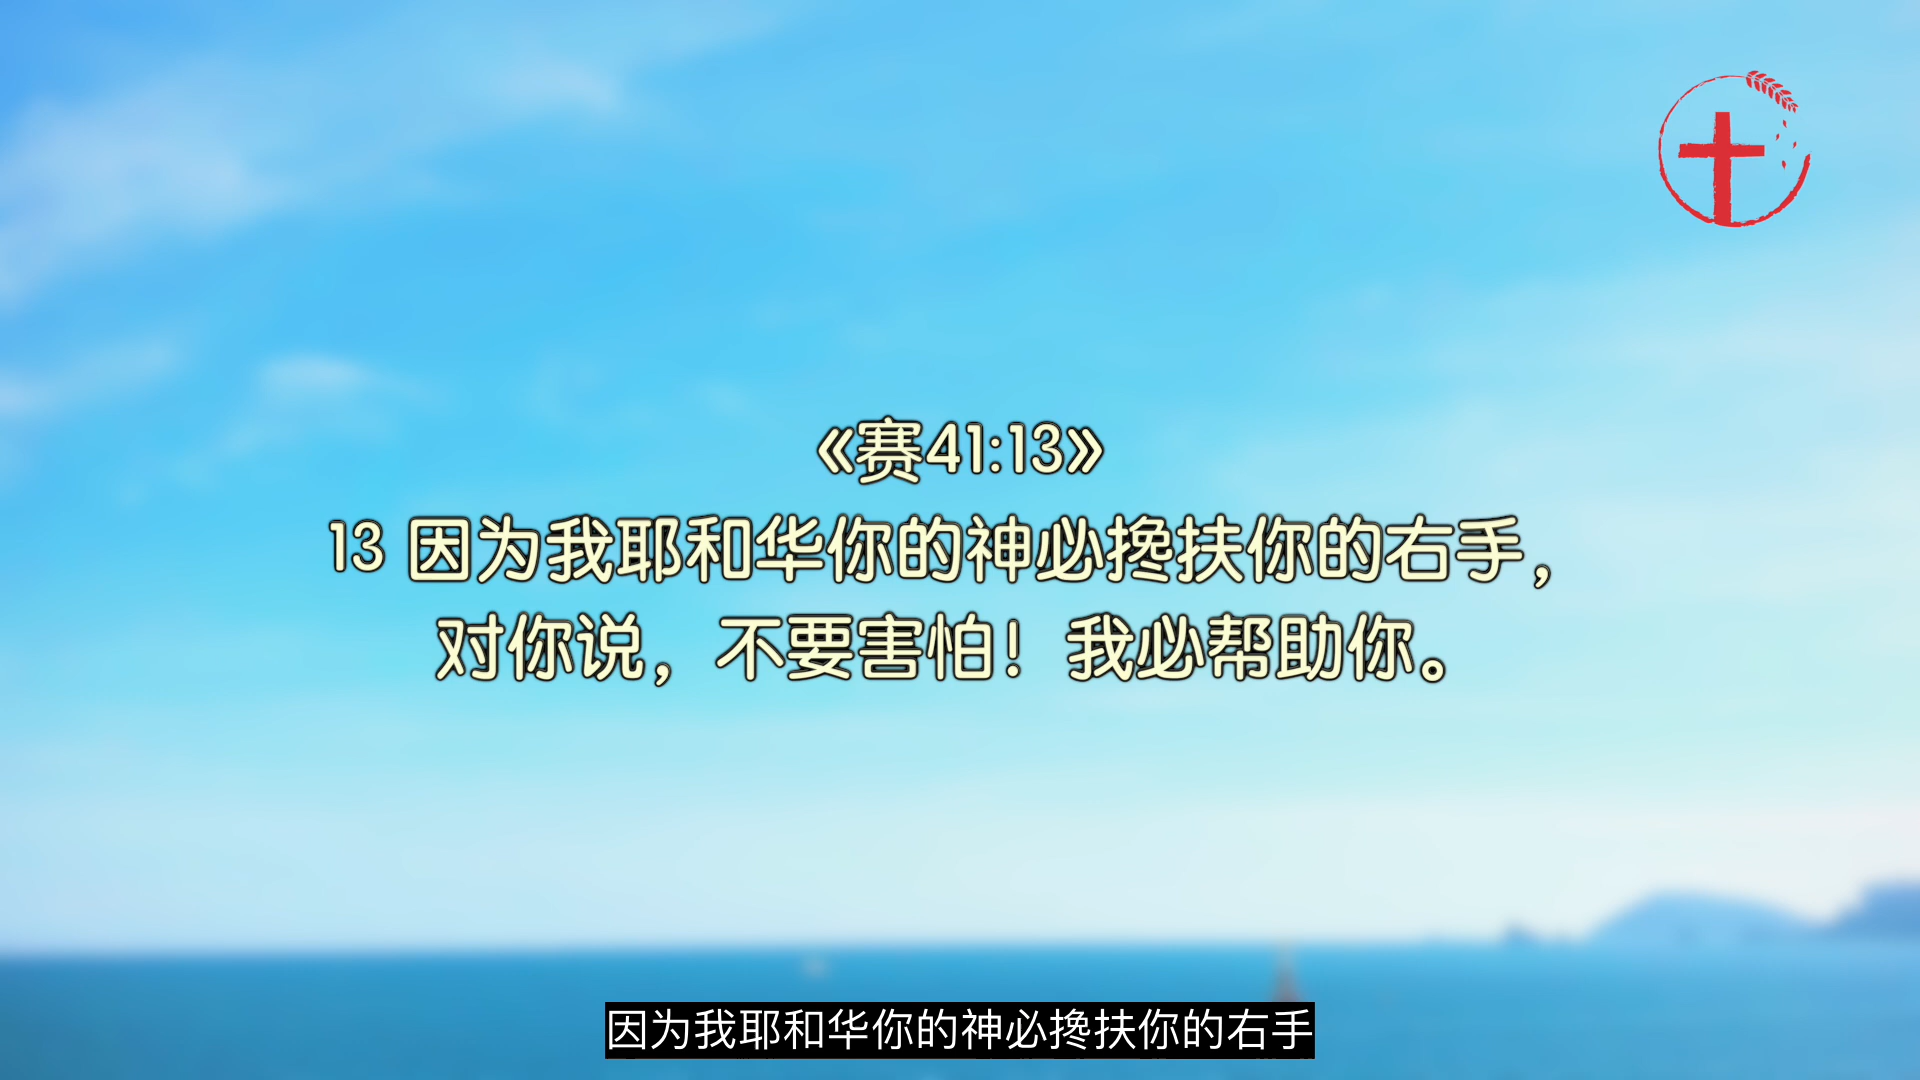 《赛41:13》
13 因为我耶和华你的神必搀扶你的右手，
对你说，不要害怕！我必帮助你。
因为我耶和华你的神必搀扶你的右手